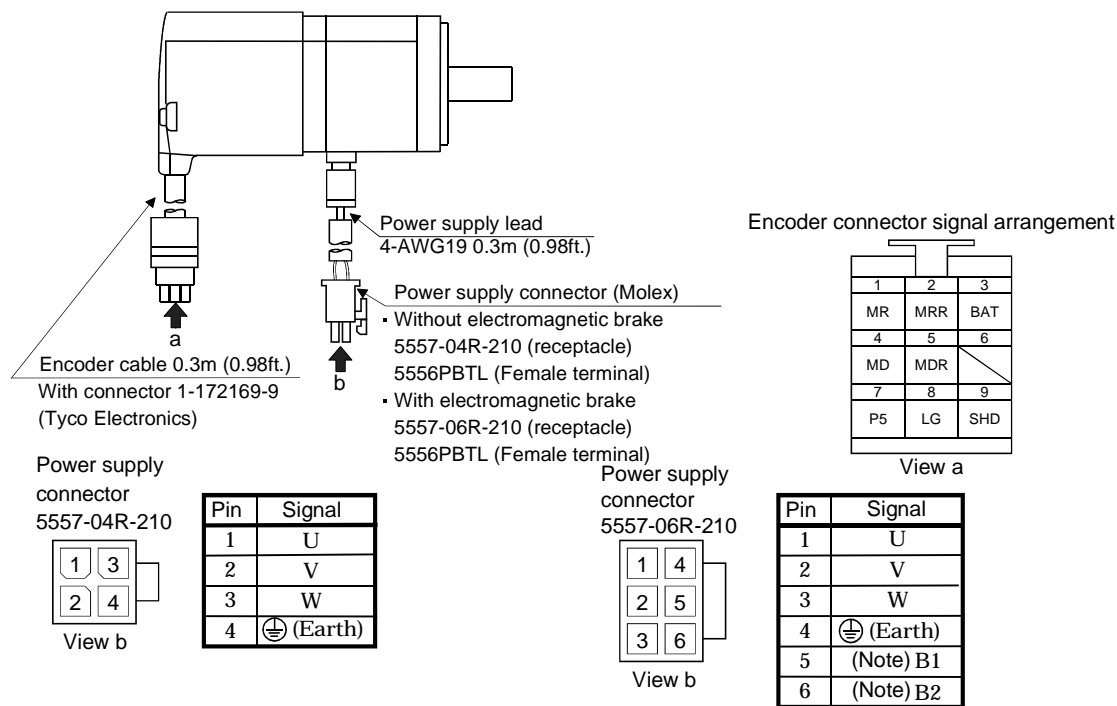 Power supply lead
4-AWG19 0.3m (0.98ft.)
Power supply connector (Molex)
- Without electromagnetic brake
5557-04R-210 (receptacle)
5556PBTL (Female terminal)
- With electromagnetic brake
5557-06R-210 (receptacle)
5556PBTL (Female terminal)
a
b
Encoder cable 0.3m (0.98ft.)
With connector 1-172169-9
(Tyco Electronics)
Encoder connector signal arrangement
1 2 3
MR MRR BAT
4 5 6
MD MDR
7 8 9
P5 LG SHD
View a
Power supply
connector
5557-04R-210
1 3
2 4
View b
Pin Signal
1 U
2 V
3 W
4 (Earth)
Power supply
connector
5557-06R-210
1 4
2 5
3 6
View b
Pin Signal
1 U
2 V
3 W
4 (Earth)
5 (Note) B1
6 (Note) B2